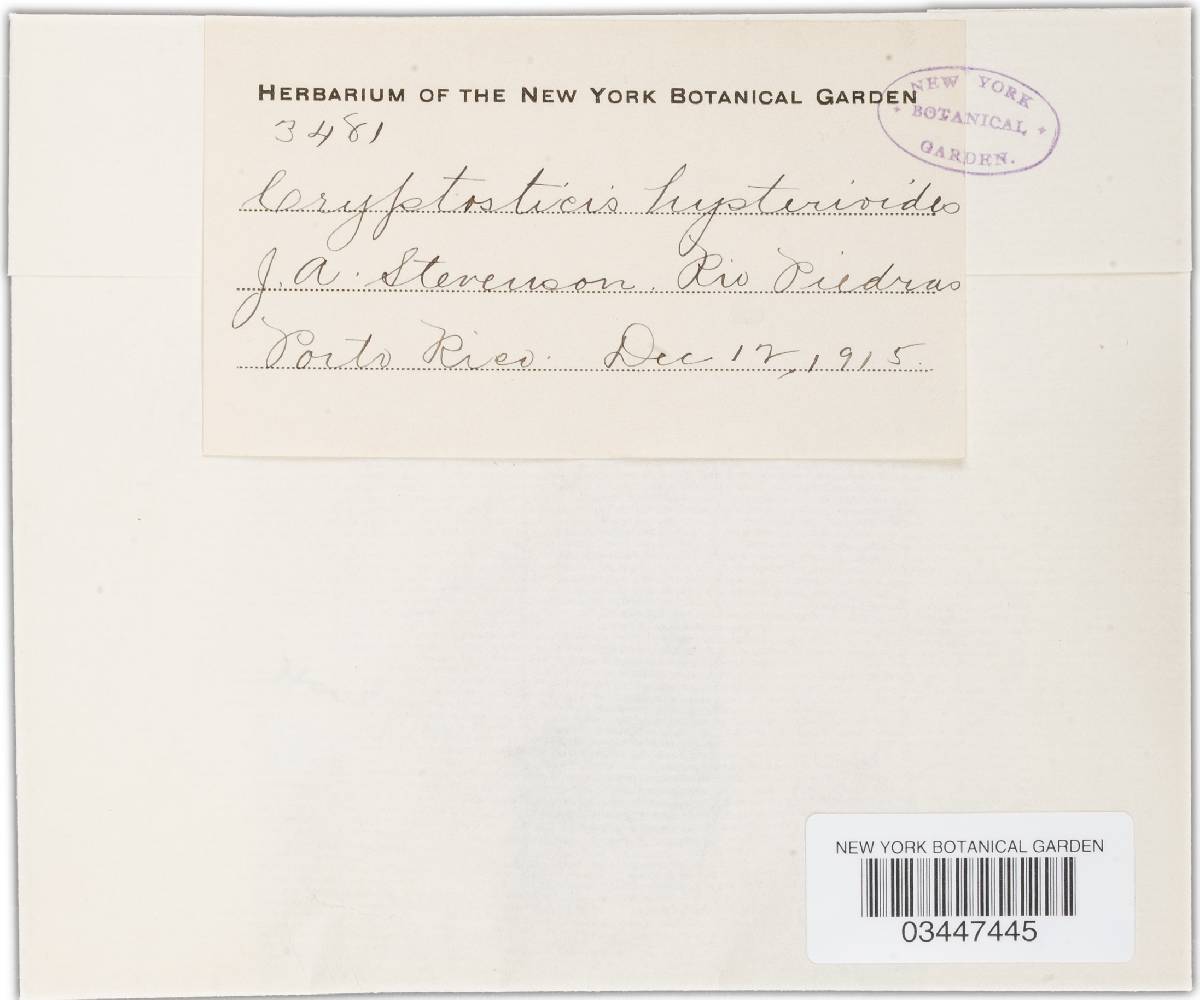 HERBARIUM OF THE NEW YORK BOTANICAL GARDEN
3481
Cryptosticis hysterioides
J. A. Stevenson. Rio Piedras
Porto Rico. Dec 12, 1915.
NEW YORK
BOTANICAL
GARDEN.
NEW YORK BOTANICAL GARDEN
03447445